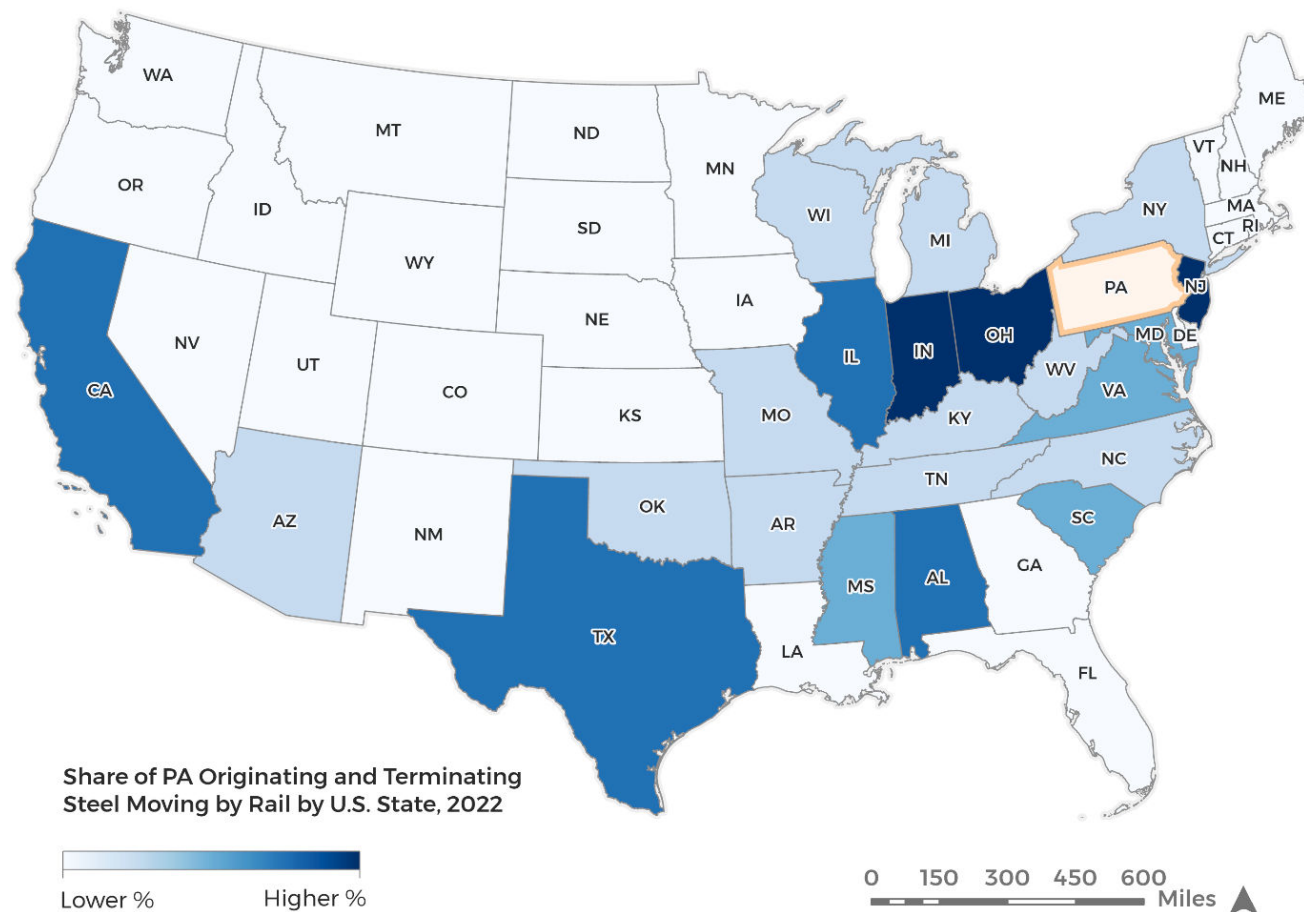 WA
MT
ND
MN
ME
VT
NH
OR
ID
SD
WI
MI
NY
MA
CT
RI
WY
IA
PA
NJ
NV
UT
NE
IL
IN
OH
MD
DE
CA
CO
KS
MO
KY
WV
VA
AZ
NM
OK
AR
TN
NC
SC
TX
MS
AL
GA
LA
FL
Share of PA Originating and Terminating
Steel Moving by Rail by U.S. State, 2022
Lower %
Higher %
0 150 300 450 600
Miles